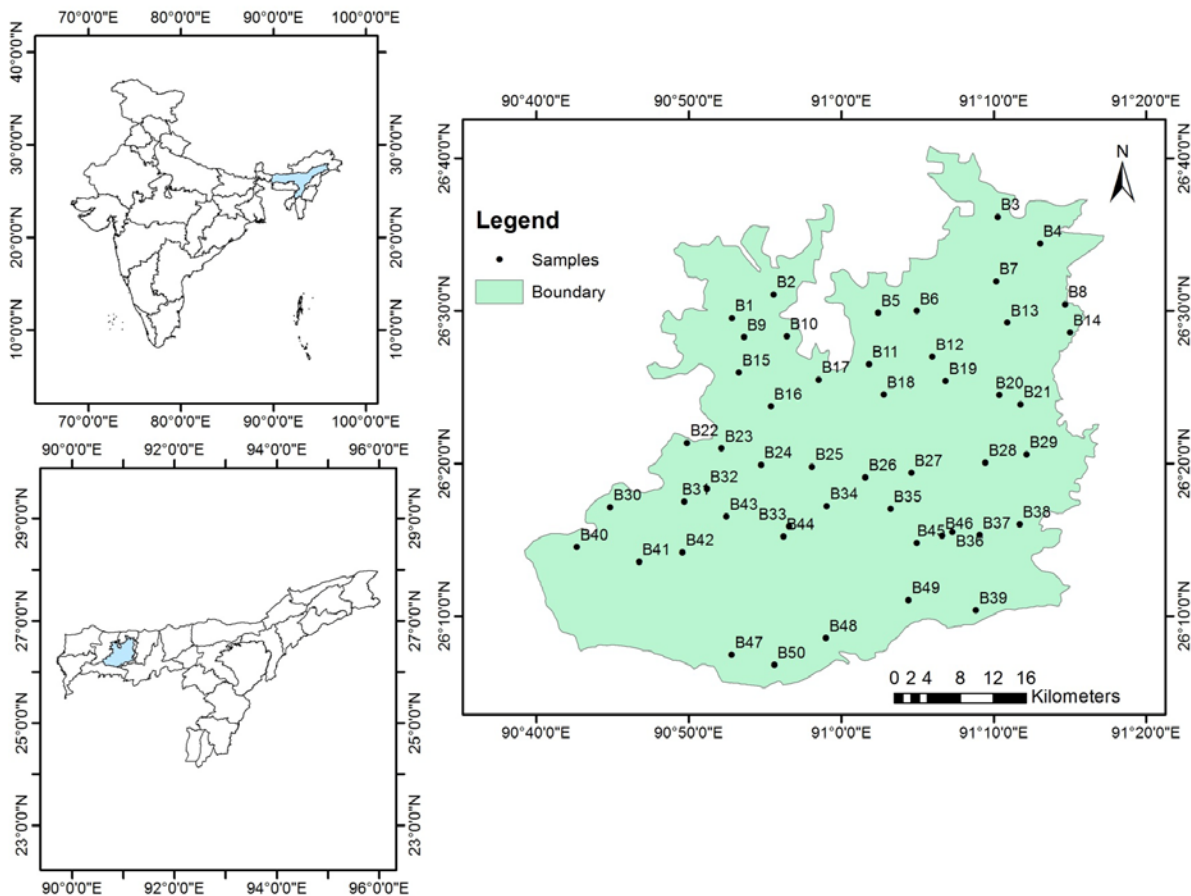 70°0'0"E 80°0'0"E 90°0'0"E 100°0'0"E
40°0'0"N
30°0'0"N
20°0'0"N
10°0'0"N
40°0'0"N
30°0'0"N
20°0'0"N
10°0'0"N
70°0'0"E 80°0'0"E 90°0'0"E 100°0'0"E
90°0'0"E 92°0'0"E 94°0'0"E 96°0'0"E
29°0'0"N
27°0'0"N
25°0'0"N
23°0'0"N
29°0'0"N
27°0'0"N
25°0'0"N
23°0'0"N
90°0'0"E 92°0'0"E 94°0'0"E 96°0'0"E
90°40'0"E 90°50'0"E 91°0'0"E 91°10'0"E 91°20'0"E
26°40'0"N
26°30'0"N
26°20'0"N
26°10'0"N
N
Legend
Samples
Boundary
B3
B4
B7
B2
B8
B1
B5
B6
B13
B14
B9
B10
B12
B11
B15
B17
B19
B18
B20
B21
B16
B22
B23
B29
B28
B24
B25
B26
B27
B32
B30
B31
B43
B33
B34
B35
B38
B44
B46
B37
B45
B36
B40
B41
B42
B49
B39
B48
B47
B50
0 2 4 8 12 16
Kilometers
26°40'0"N
26°30'0"N
26°20'0"N
26°10'0"N
90°40'0"E 90°50'0"E 91°0'0"E 91°10'0"E 91°20'0"E